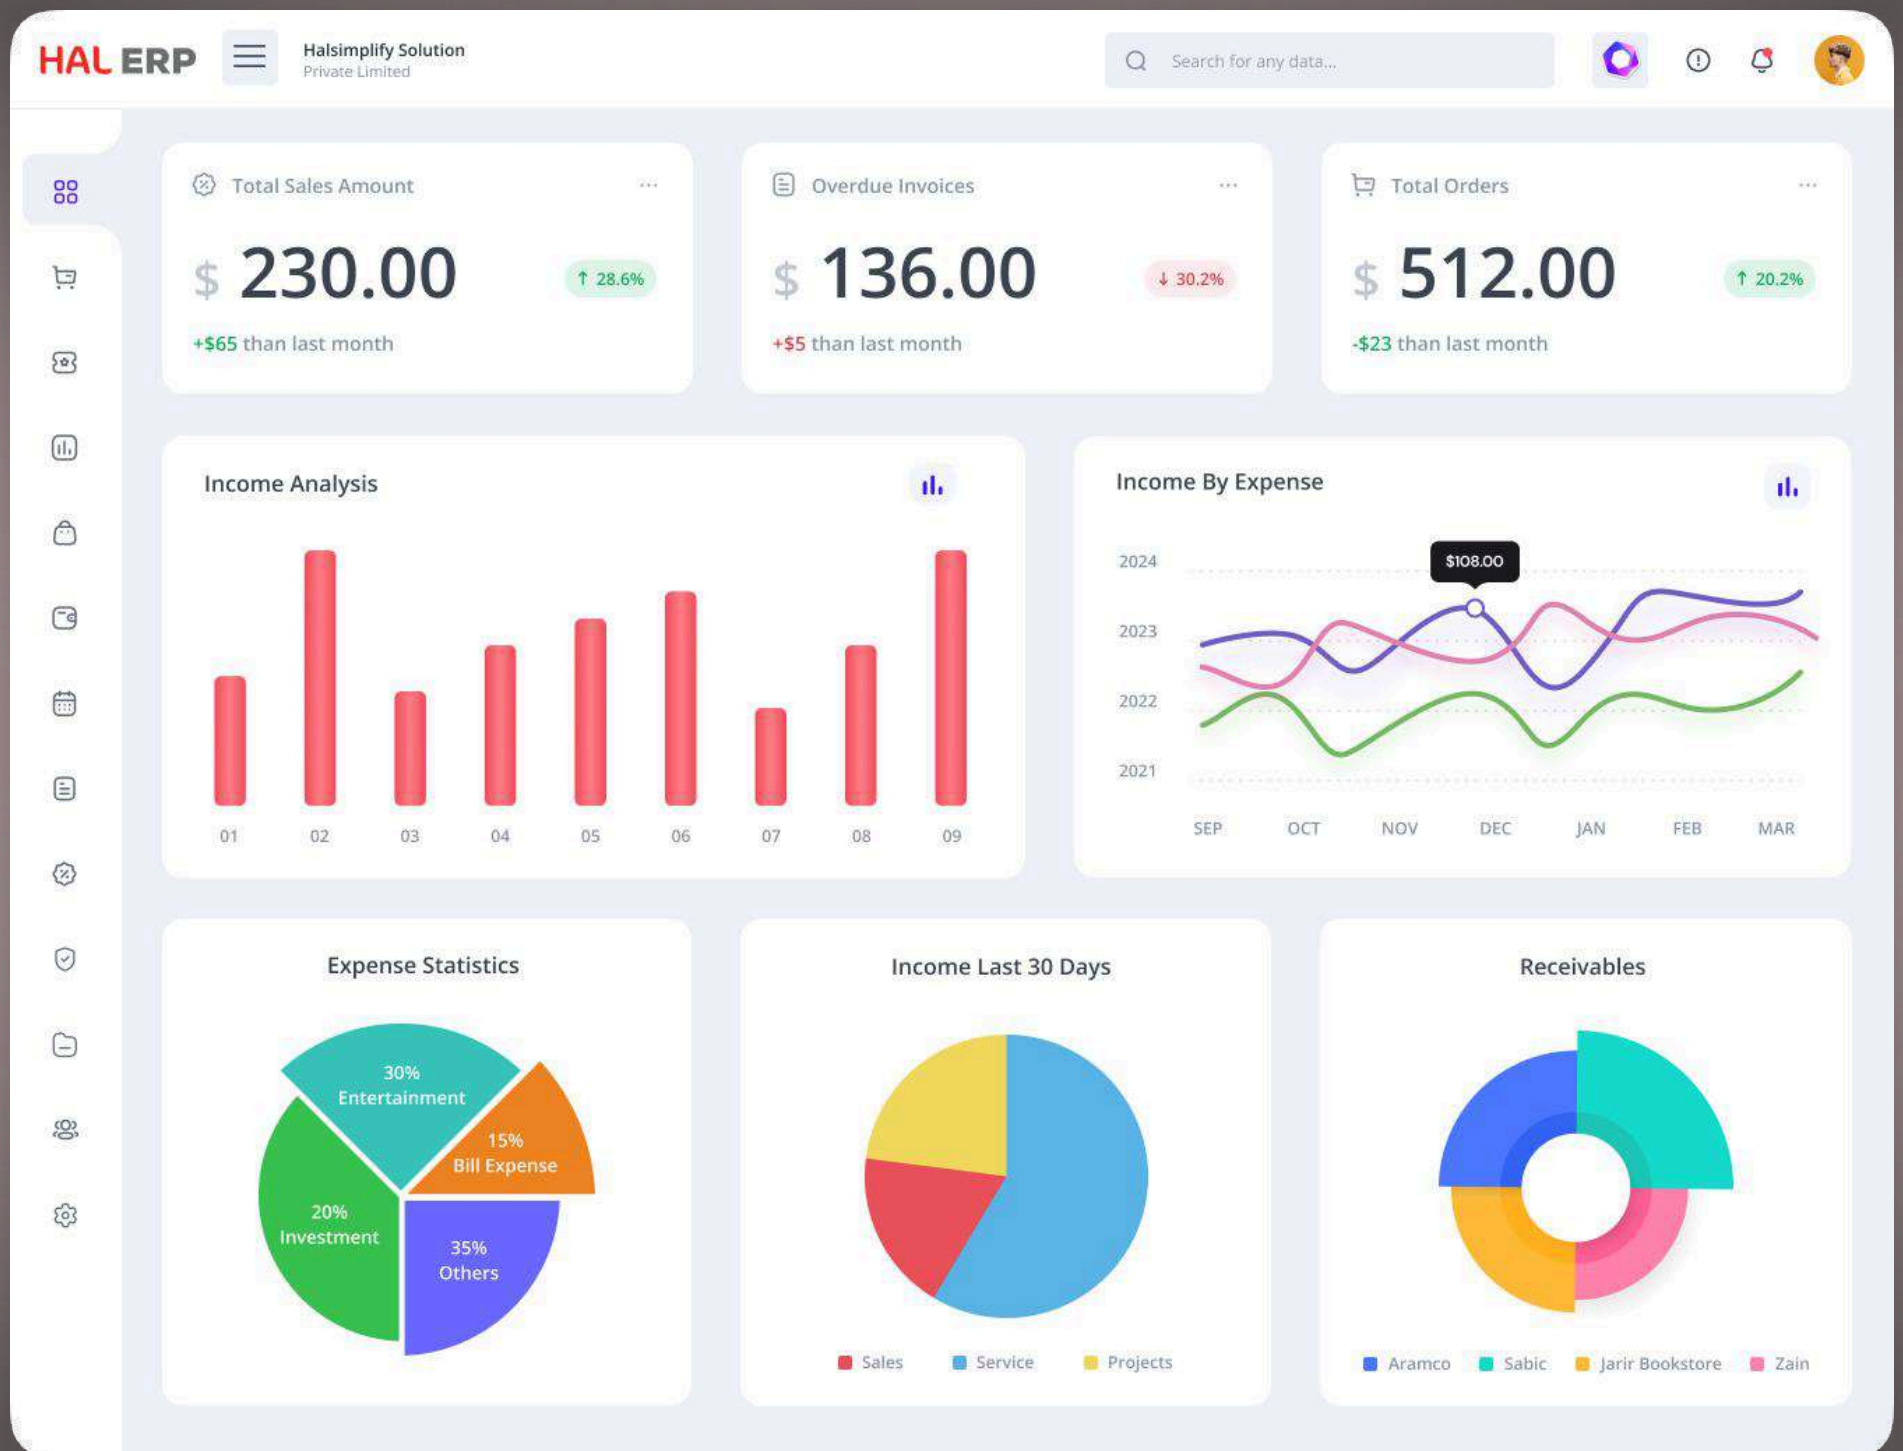 HAL ERP
Halsimplify Solution
Private Limited
Search for any data...
Total Sales Amount
$ 230.00
↑ 28.6%
+$65 than last month
Overdue Invoices
$ 136.00
↓ 30.2%
+$5 than last month
Total Orders
$ 512.00
↑ 20.2%
-$23 than last month
Income Analysis
01 02 03 04 05 06 07 08 09
Income By Expense
$108.00
2024
2023
2022
2021
SEP OCT NOV DEC JAN FEB MAR
Expense Statistics
30%
Entertainment
15%
Bill Expense
20%
Investment
35%
Others
Income Last 30 Days
Sales Service Projects
Receivables
Aramco Sabic Jarir Bookstore Zain